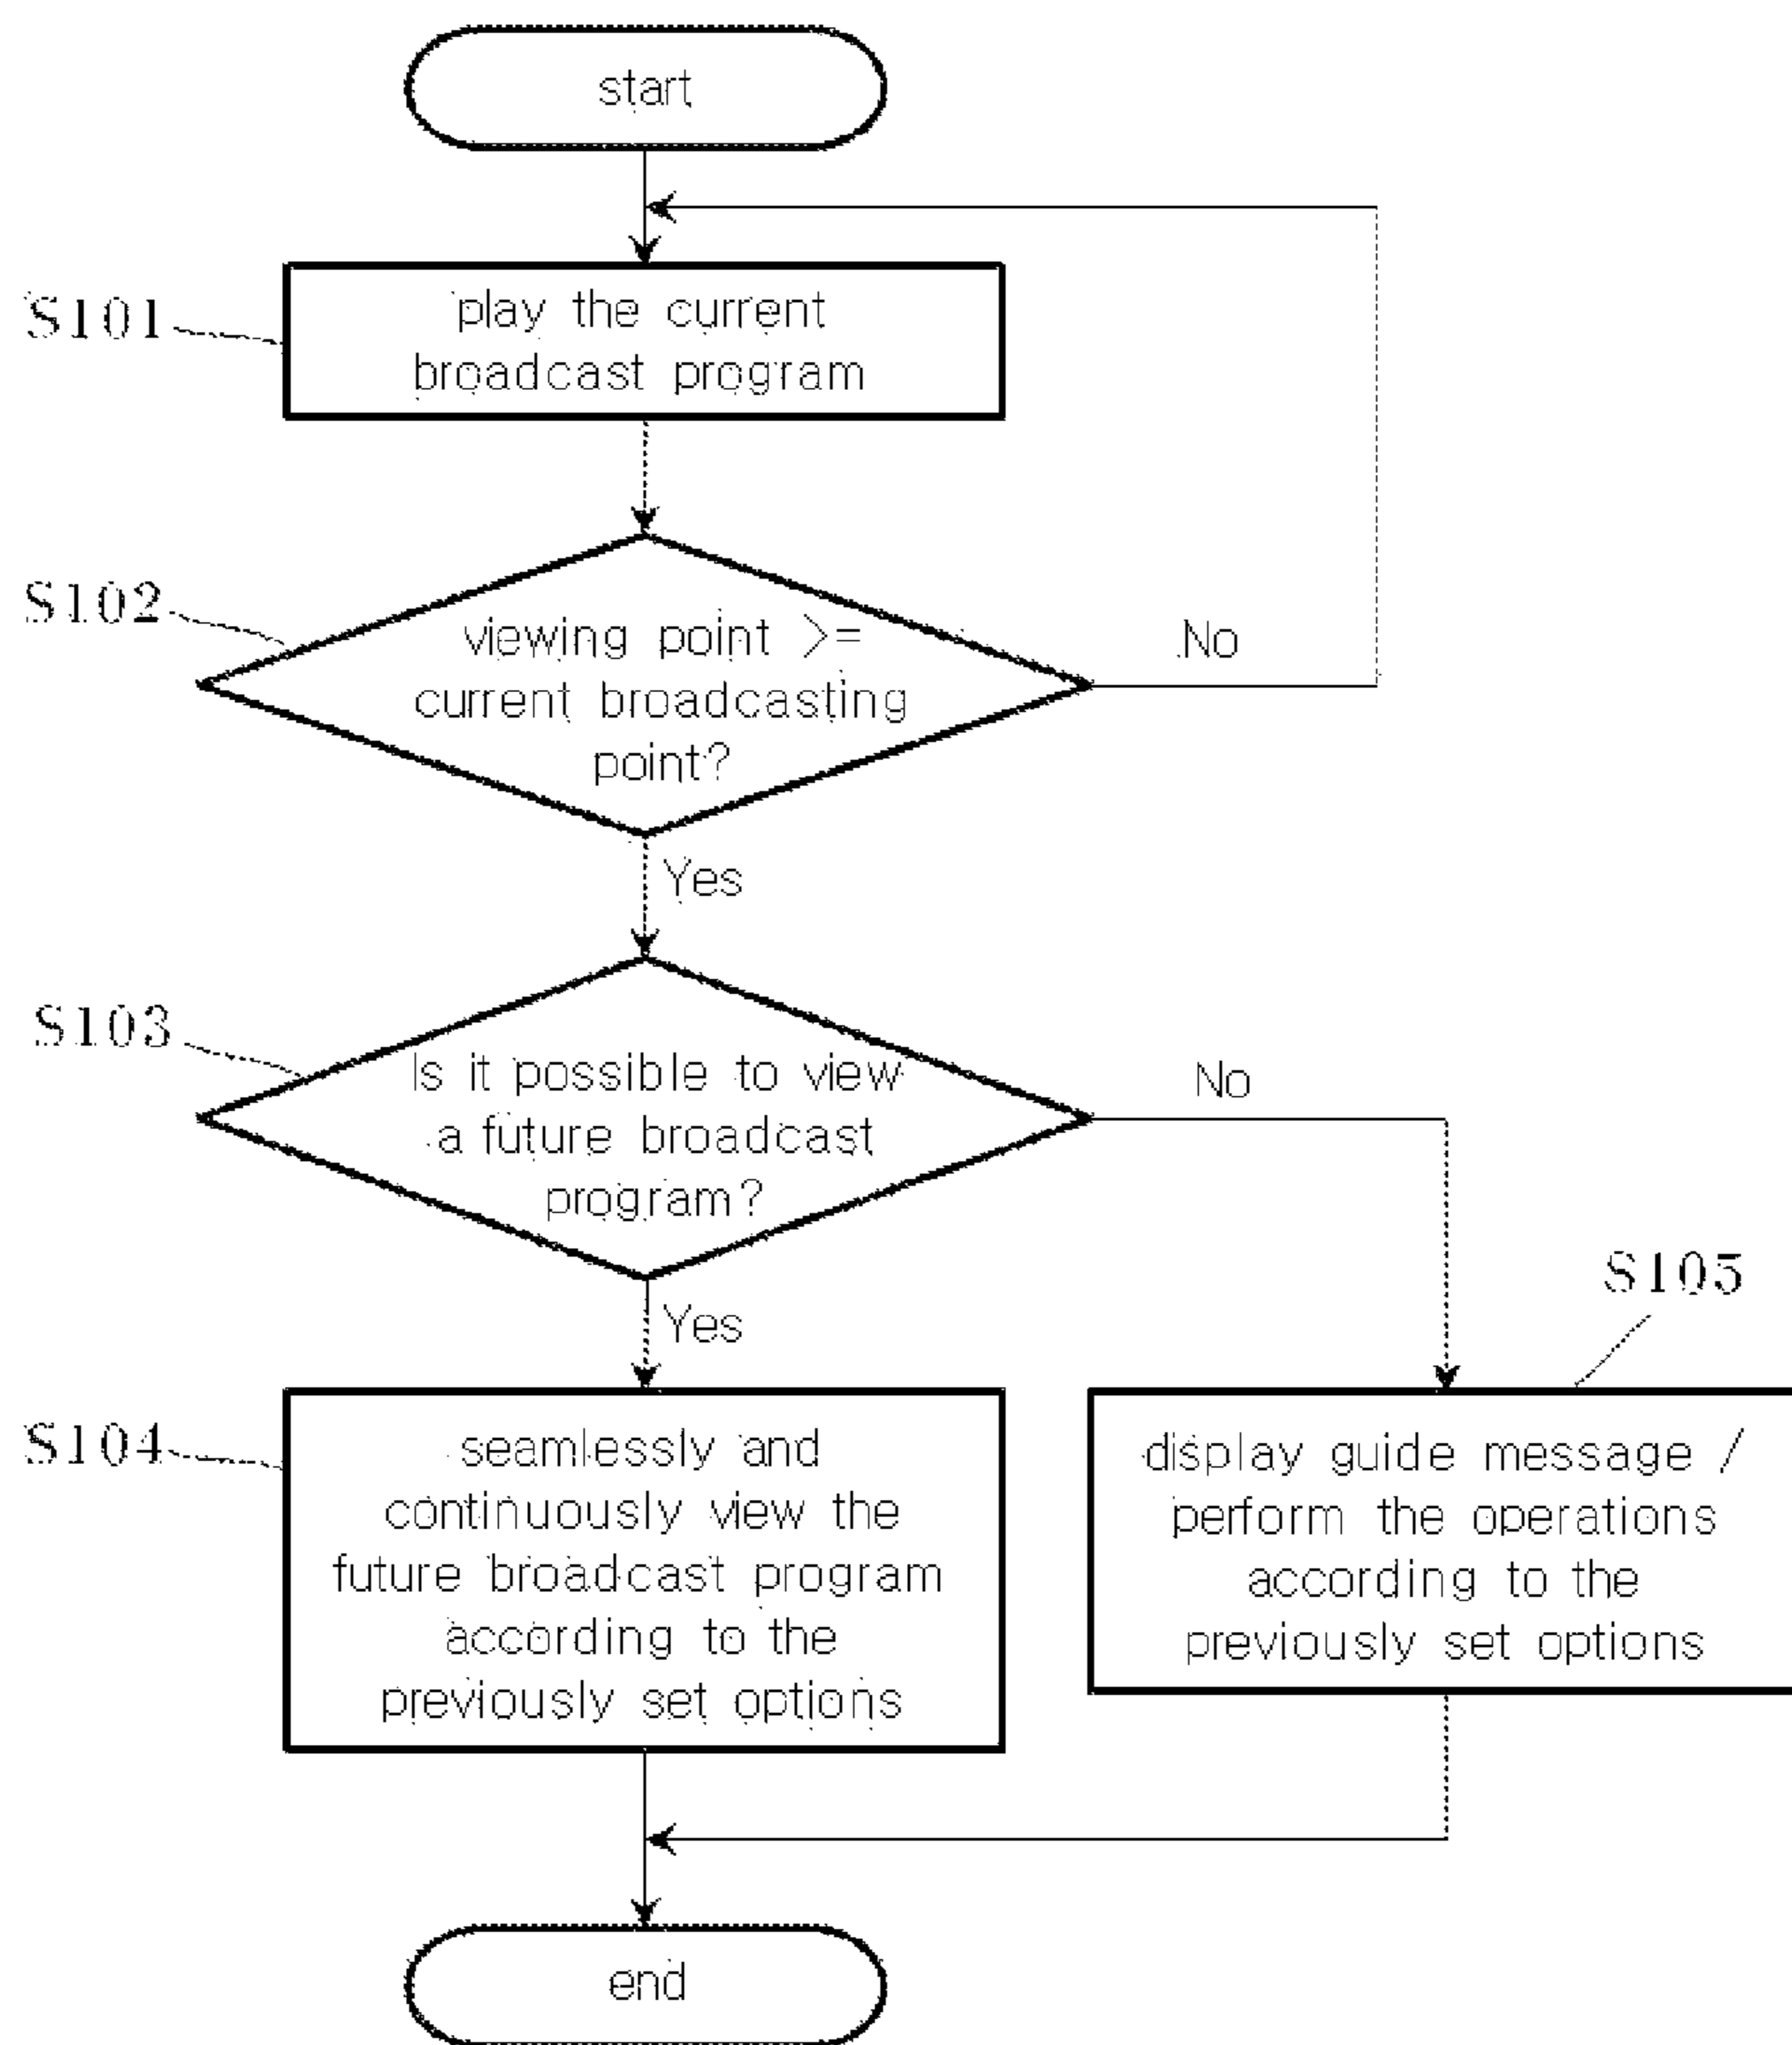 start
S101
play the current
broadcast program
S102
viewing point >=
current broadcasting
point?
No
Yes
S103
Is it possible to view
a future broadcast
program?
No
Yes
S105
S104
seamlessly and
continuously view the
future broadcast program
according to the
previously set options
display guide message /
perform the operations
according to the
previously set options
end